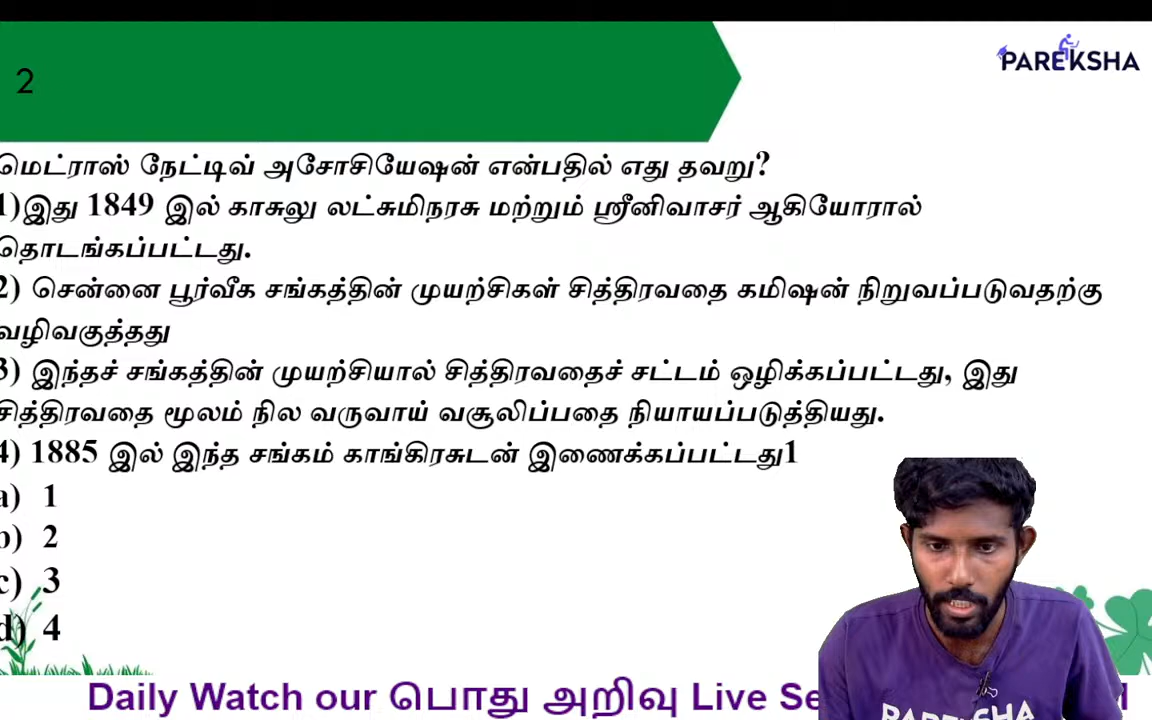 PAREKSHA
2
மெட்ராஸ் நேட்டிவ் அசோசியேஷன் என்பதில் எது தவறு?
1)இது 1849 இல் காசுலு லட்சுமிநரசு மற்றும் ஸ்ரீனிவாசர் ஆகியோரால்
தொடங்கப்பட்டது.
2) சென்னை பூர்வீக சங்கத்தின் முயற்சிகள் சித்திரவதை கமிஷன் நிறுவப்படுவதற்கு
வழிவகுத்தது
3) இந்தச் சங்கத்தின் முயற்சியால் சித்திரவதைச் சட்டம் ஒழிக்கப்பட்டது, இது
சித்திரவதை மூலம் நில வருவாய் வசூலிப்பதை நியாயப்படுத்தியது.
4) 1885 இல் இந்த சங்கம் காங்கிரசுடன் இணைக்கப்பட்டது1
a) 1
b) 2
c) 3
d) 4
Daily Watch our பொது அறிவு Live
PAREKSHA